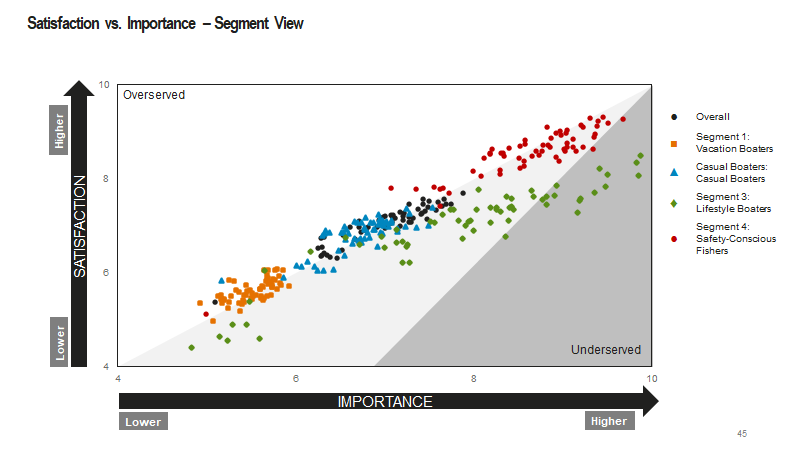 Satisfaction vs. Importance – Segment View
10
8
6
4
Higher
SATISFACTION
Lower
Overserved
Underserved
4
6
8
10
IMPORTANCE
Lower
Higher
Overall
Segment 1:
Vacation Boaters
Casual Boaters:
Casual Boaters
Segment 3:
Lifestyle Boaters
Segment 4:
Safety-Conscious
Fishers
45